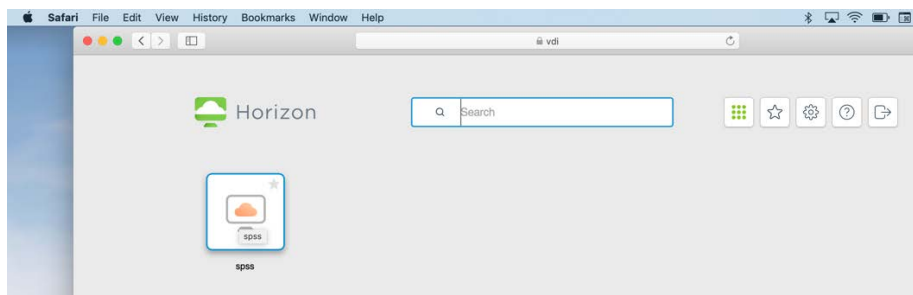 Safari File Edit View History Bookmarks Window Help
vdi
Horizon
Search
spss
spss